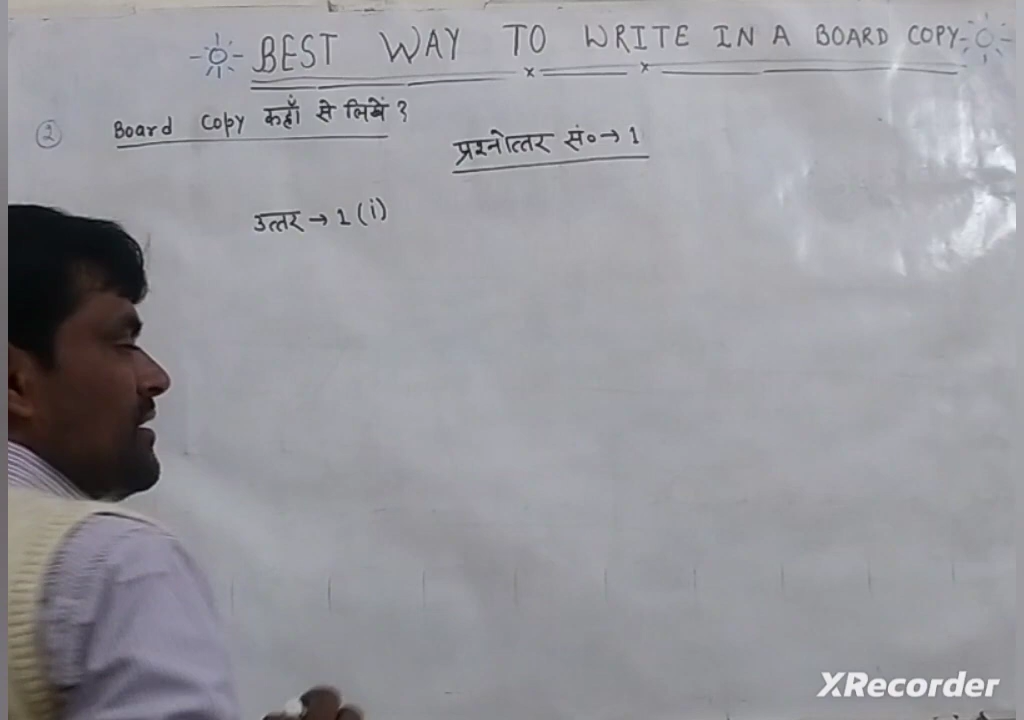 BEST WAY TO WRITE IN A BOARD COPY
② Board Copy कहाँ से लिखें ?
प्रश्नोत्तर सं० → 1
उत्तर → 1 (i)
XRecorder